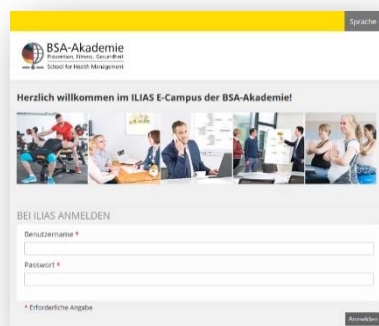 Sprache
BSA-Akademie
Prävention, Fitness, Gesundheit
School for Health Management
Herzlich willkommen im ILIAS E-Campus der BSA-Akademie!
BEI ILIAS ANMELDEN
Benutzername *
Passwort *
* Erforderliche Angabe
Anmelden